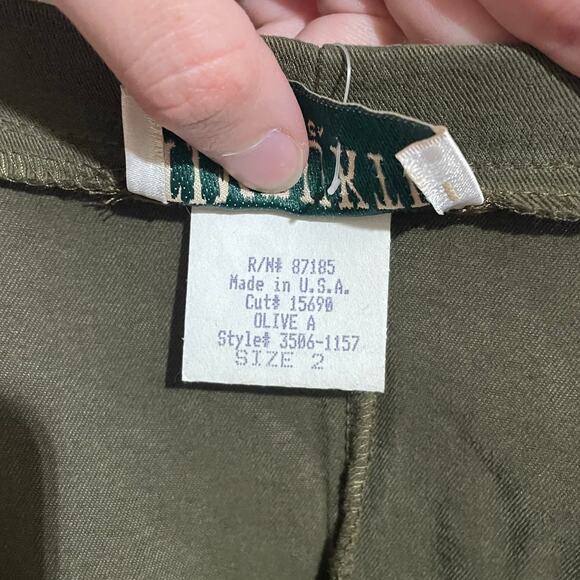 R/N# 87185
Made in U.S.A.
Cut# 15690
OLIVE A
Style# 3506-1157
SIZE 2